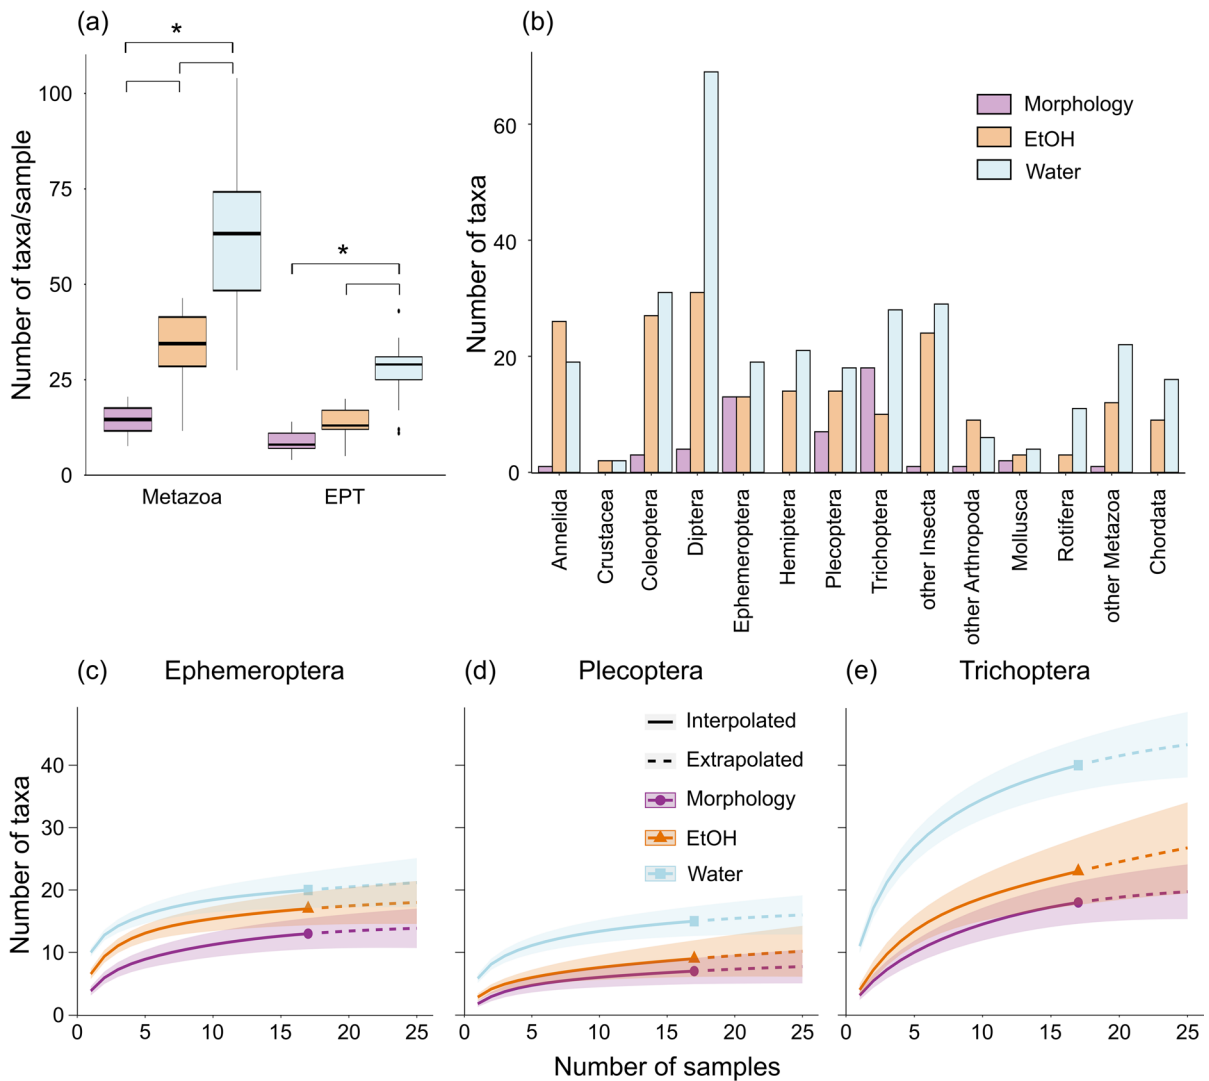 (a)
*
*
Number of taxa/sample
100
75
50
25
0
Metazoa
EPT
(b)
Morphology
EtOH
Water
Number of taxa
60
40
20
0
Annelida
Crustacea
Coleoptera
Diptera
Ephemeroptera
Hemiptera
Plecoptera
Trichoptera
other Insecta
other Arthropoda
Mollusca
Rotifera
other Metazoa
Chordata
(c)
Ephemeroptera
Number of taxa
40
30
20
10
0
0
5
10
15
20
25
(d)
Plecoptera
Interpolated
Extrapolated
Morphology
EtOH
Water
0
5
10
15
20
25
Number of samples
(e)
Trichoptera
0
5
10
15
20
25